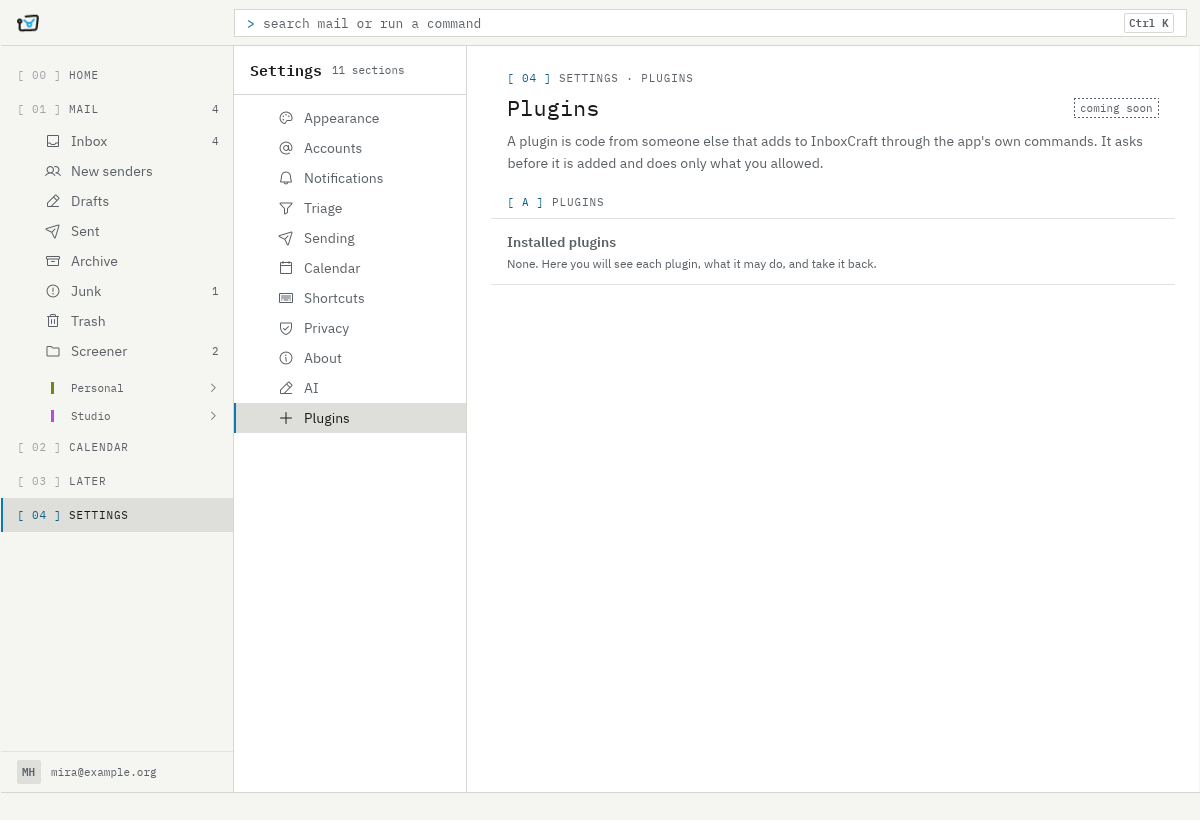 > search mail or run a command
Ctrl K
[ 00 ] HOME
[ 01 ] MAIL 4
Inbox 4
New senders
Drafts
Sent
Archive
Junk 1
Trash
Screener 2
Personal
Studio
[ 02 ] CALENDAR
[ 03 ] LATER
[ 04 ] SETTINGS
MH mira@example.org
Settings 11 sections
Appearance
Accounts
Notifications
Triage
Sending
Calendar
Shortcuts
Privacy
About
AI
Plugins
[ 04 ] SETTINGS · PLUGINS
Plugins
coming soon
A plugin is code from someone else that adds to InboxCraft through the app's own commands. It asks
before it is added and does only what you allowed.
[ A ] PLUGINS
Installed plugins
None. Here you will see each plugin, what it may do, and take it back.